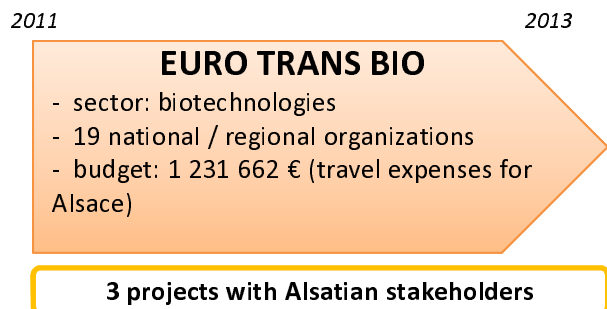 2011 2013
EURO TRANS BIO
- sector: biotechnologies
- 19 national / regional organizations
- budget: 1 231 662 € (travel expenses for
Alsace)
3 projects with Alsatian stakeholders